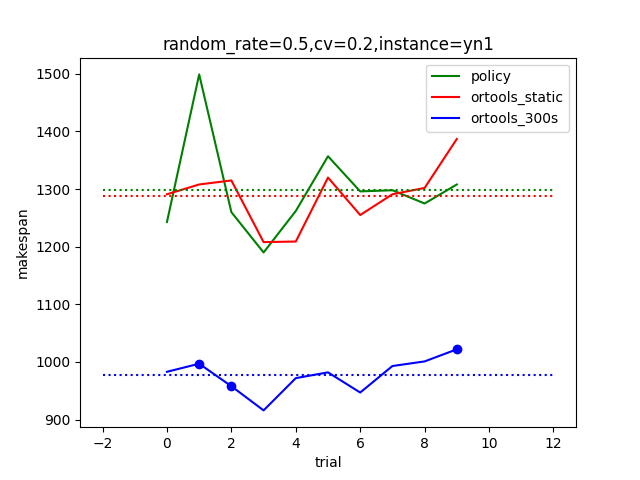 random_rate=0.5,cv=0.2,instance=yn1
policy
ortools_static
ortools_300s
1500
1400
1300
1200
1100
1000
900
makespan
−2 0 2 4 6 8 10 12
trial